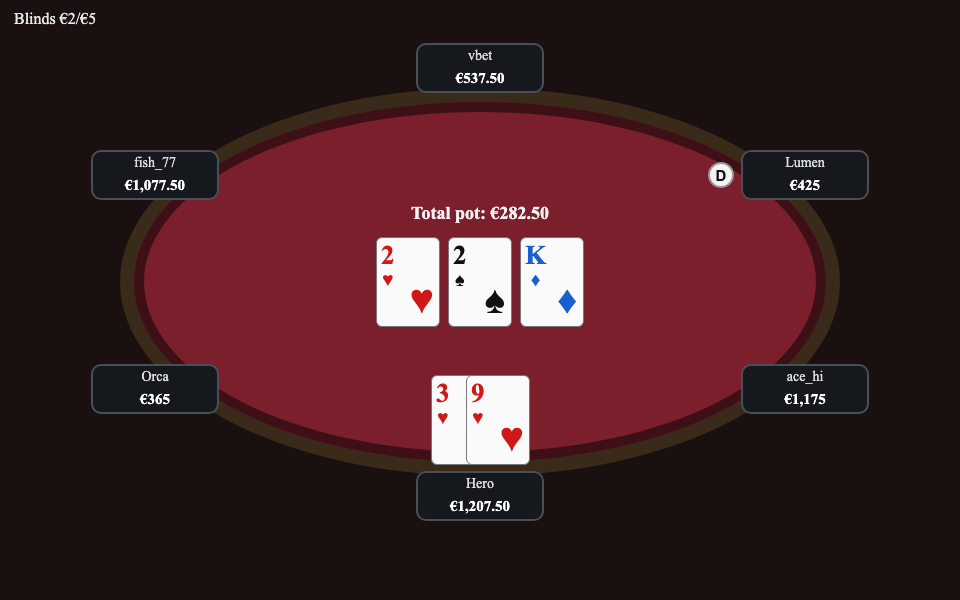 Blinds €2/€5
vbet
€537.50
fish_77
€1,077.50
Lumen
€425
D
Total pot: €282.50
2
2
K
Orca
€365
3
9
ace_hi
€1,175
Hero
€1,207.50